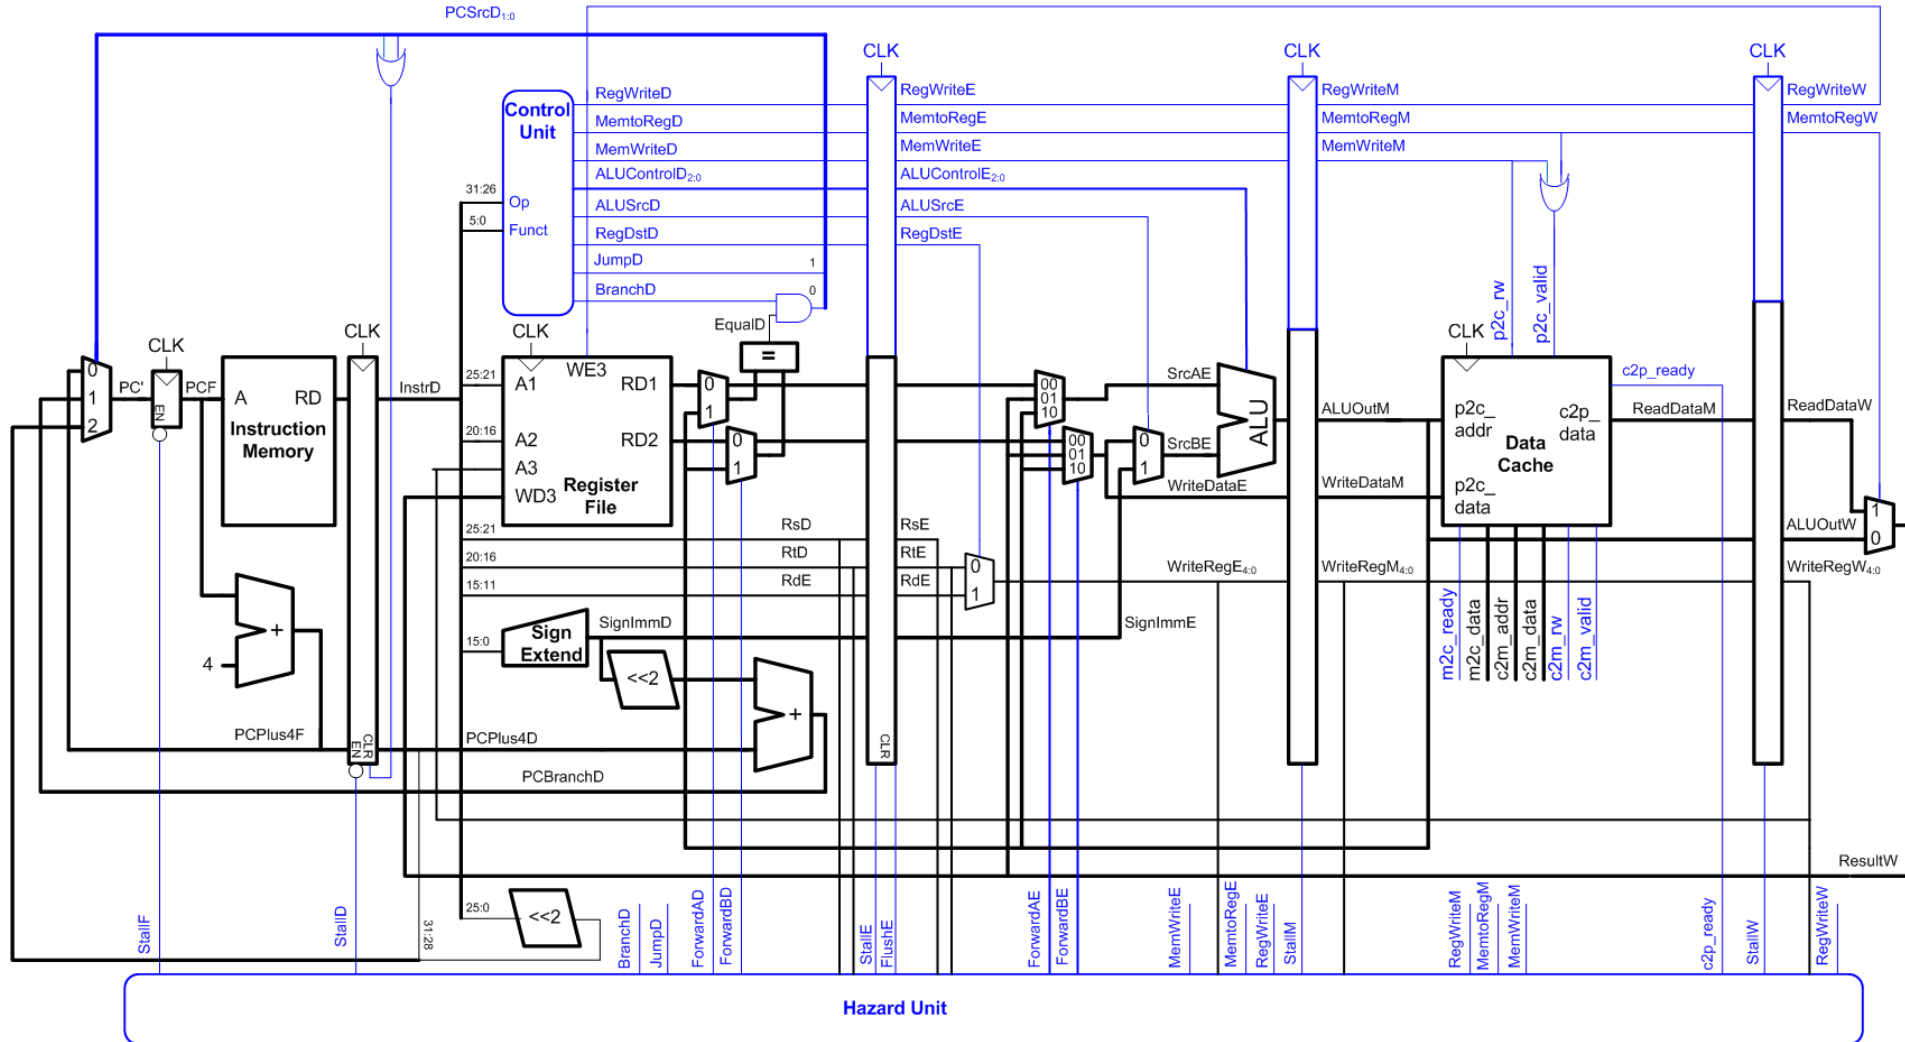 PCSrcD1:0
CLK
CLK
CLK
RegWriteD
RegWriteE
RegWriteM
RegWriteW
Control
Unit
MemtoRegD
MemtoRegE
MemtoRegM
MemtoRegW
MemWriteD
MemWriteE
MemWriteM
ALUControlD2:0
ALUControlE2:0
31:26
Op
ALUSrcD
ALUSrcE
5:0
Funct
RegDstD
RegDstE
JumpD
1
BranchD
0
p2c_rw
p2c_valid
EqualD
CLK
CLK
CLK
CLK
=
0
1
2
PC'
EN
PCF
A
RD
Instruction
Memory
InstrD
25:21
A1
WE3
RD1
0
1
00
01
10
SrcAE
ALU
ALUOutM
p2c_
addr
c2p_
data
c2p_ready
ReadDataM
ReadDataW
20:16
A2
RD2
0
1
00
01
10
0
1
SrcBE
Data
Cache
A3
WD3
Register
File
WriteDataE
WriteDataM
p2c_
data
1
0
25:21
RsD
RsE
ALUOutW
20:16
RtD
RtE
0
1
WriteRegE4:0
WriteRegM4:0
WriteRegW4:0
15:11
RdE
RdE
m2c_ready
m2c_data
c2m_addr
c2m_data
c2m_rw
c2m_valid
+
4
15:0
Sign
Extend
SignImmD
SignImmE
<<2
+
PCPlus4F
EN
CLR
PCPlus4D
CLR
PCBranchD
ResultW
25:0
<<2
31:28
StallF
StallD
BranchD
JumpD
ForwardAD
ForwardBD
StallE
FlushE
ForwardAE
ForwardBE
MemWriteE
MemtoRegE
RegWriteE
StallM
RegWriteM
MemtoRegM
MemWriteM
c2p_ready
StallW
RegWriteW
Hazard Unit